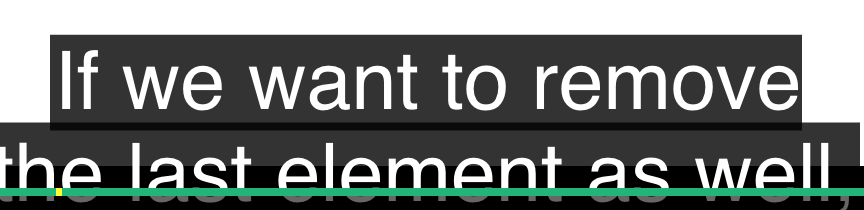 If we want to remove
the last element as well,